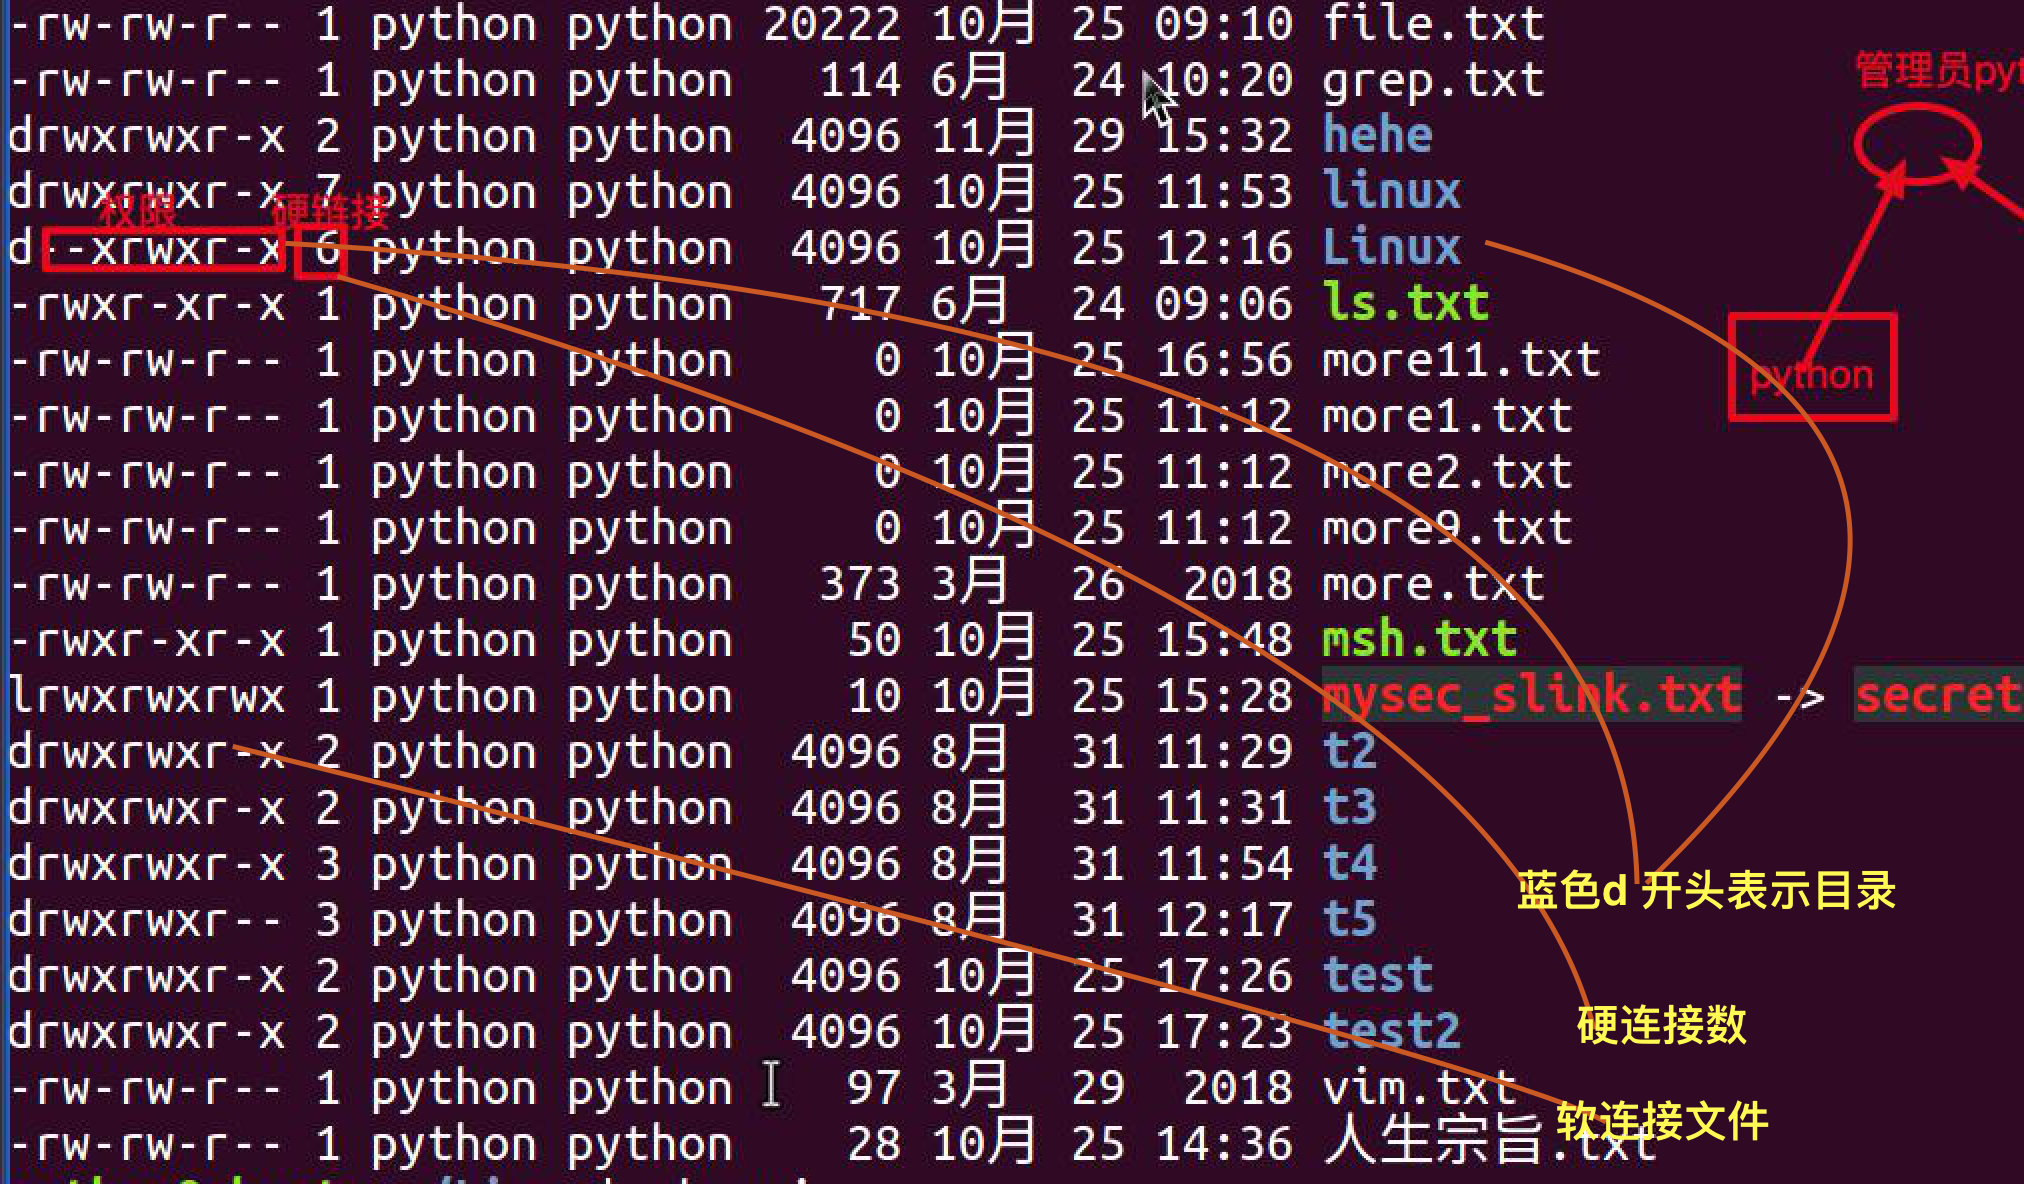 -rw-rw-r-- 1 python python 20222 10月 25 09:10 file.txt
-rw-rw-r-- 1 python python 114 6月 24 10:20 grep.txt
管理员pyt
drwxrwxr-x 2 python python 4096 11月 29 15:32 hehe
drwxrwxr-x 7 python python 4096 10月 25 11:53 linux
权限 硬链接
d--xrwxr-x 6 python python 4096 10月 25 12:16 Linux
-rwxr-xr-x 1 python python 717 6月 24 09:06 ls.txt
-rw-rw-r-- 1 python python 0 10月 25 16:56 more11.txt
python
-rw-rw-r-- 1 python python 0 10月 25 11:12 more1.txt
-rw-rw-r-- 1 python python 0 10月 25 11:12 more2.txt
-rw-rw-r-- 1 python python 0 10月 25 11:12 more9.txt
-rw-rw-r-- 1 python python 373 3月 26 2018 more.txt
-rwxr-xr-x 1 python python 50 10月 25 15:48 msh.txt
lrwxrwxrwx 1 python python 10 10月 25 15:28 mysec_slink.txt -> secret
drwxrwxr-x 2 python python 4096 8月 31 11:29 t2
drwxrwxr-x 2 python python 4096 8月 31 11:31 t3
drwxrwxr-x 3 python python 4096 8月 31 11:54 t4
蓝色d 开头表示目录
drwxrwxr-- 3 python python 4096 8月 31 12:17 t5
drwxrwxr-x 2 python python 4096 10月 25 17:26 test
drwxrwxr-x 2 python python 4096 10月 25 17:23 test2
硬连接数
-rw-rw-r-- 1 python python 97 3月 29 2018 vim.txt
软连接文件
-rw-rw-r-- 1 python python 28 10月 25 14:36 人生宗旨.txt